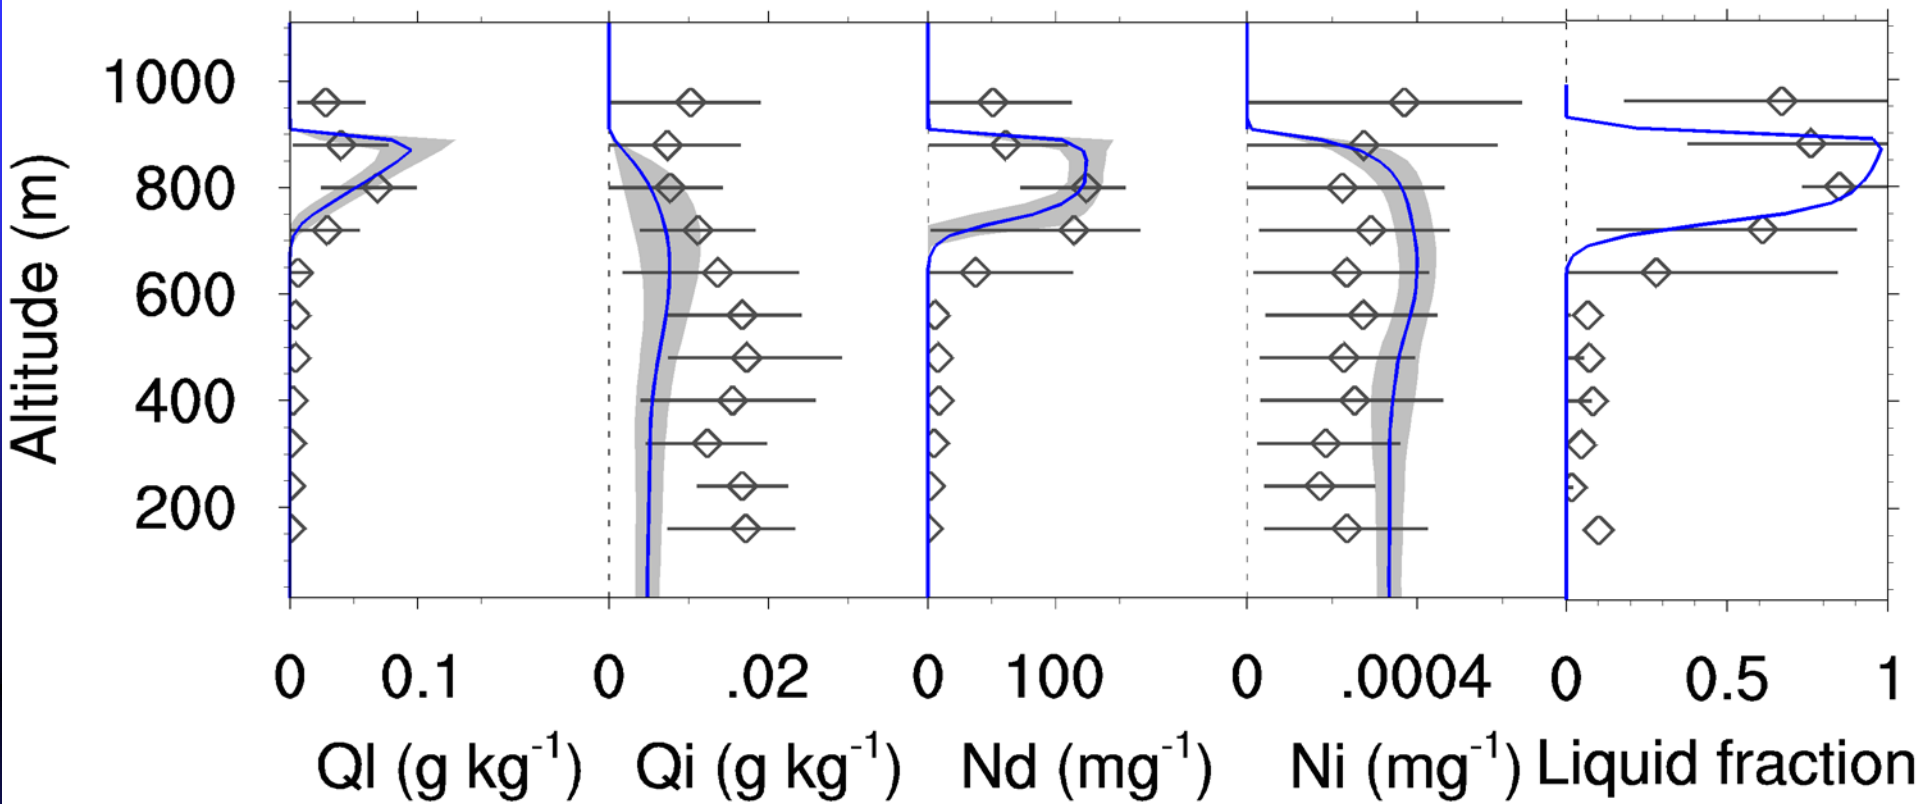 Altitude (m)
1000
800
600
400
200
0 0.1 0 .02 0 100 0 .0004 0 0.5 1
Ql (g kg⁻¹) Qi (g kg⁻¹) Nd (mg⁻¹) Ni (mg⁻¹) Liquid fraction